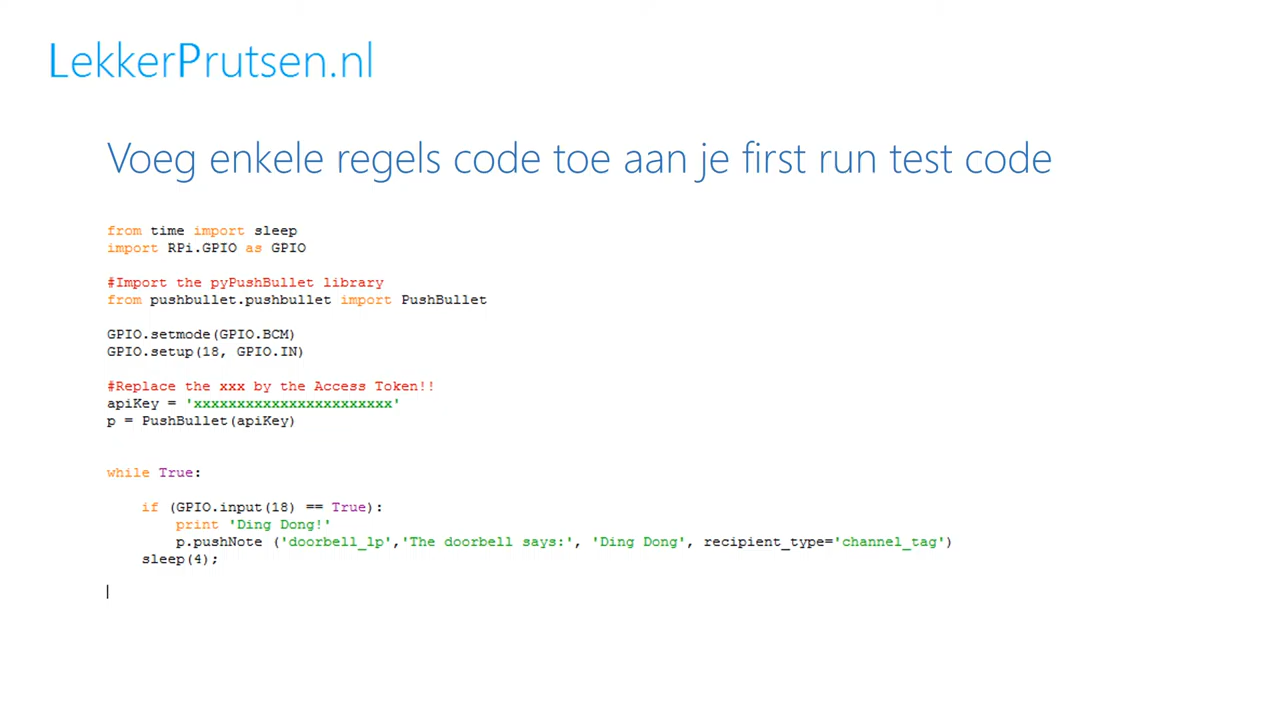 LekkerPrutsen.nl
Voeg enkele regels code toe aan je first run test code
from time import sleep
import RPi.GPIO as GPIO
#Import the pyPushBullet library
from pushbullet.pushbullet import PushBullet
GPIO.setmode(GPIO.BCM)
GPIO.setup(18, GPIO.IN)
#Replace the xxx by the Access Token!!
apiKey = 'xxxxxxxxxxxxxxxxxxxxxxx'
p = PushBullet(apiKey)
while True:
if (GPIO.input(18) == True):
print 'Ding Dong!'
p.pushNote ('doorbell_lp','The doorbell says:', 'Ding Dong', recipient_type='channel_tag')
sleep(4);